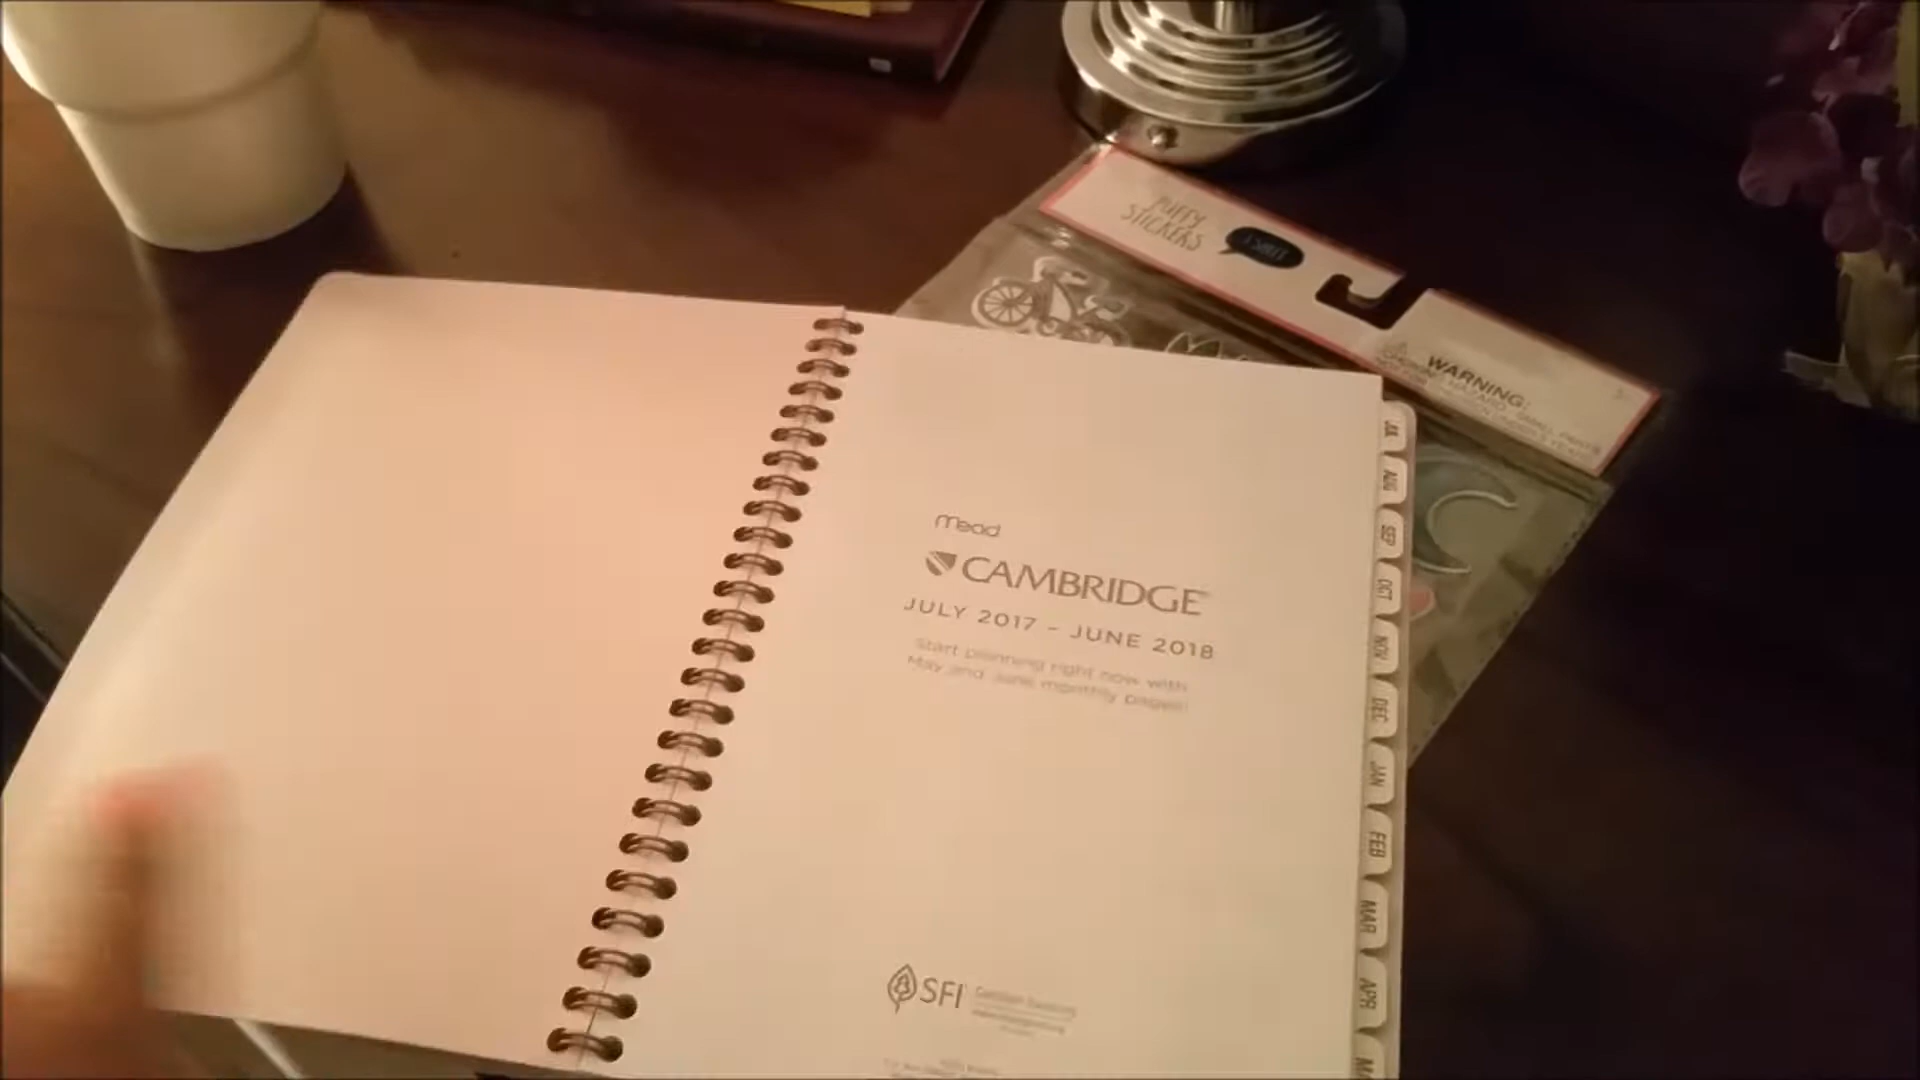 PUFFY
STICKERS
WARNING:
mead
CAMBRIDGE
JULY 2017 - JUNE 2018
Start planning right now with
May and June monthly pages!
SFI
JUL
AUG
SEP
OCT
NOV
DEC
JAN
FEB
MAR
APR